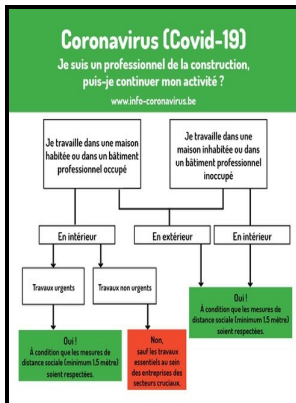 Coronavirus (Covid-19)
Je suis un professionnel de la construction,
puis-je continuer mon activité ?
www.info-coronavirus.be
Je travaille dans une maison
habitée ou dans un bâtiment
professionnel occupé
Je travaille dans une
maison inhabitée ou dans
un bâtiment professionnel
inoccupé
En intérieur
En extérieur
En intérieur
Travaux urgents
Travaux non urgents
Oui !
À condition que les mesures de
distance sociale (minimum 1,5 mètre)
soient respectées.
Oui !
À condition que les mesures de
distance sociale (minimum 1,5 mètre)
soient respectées.
Non,
sauf les travaux
essentiels au sein
des entreprises des
secteurs cruciaux.